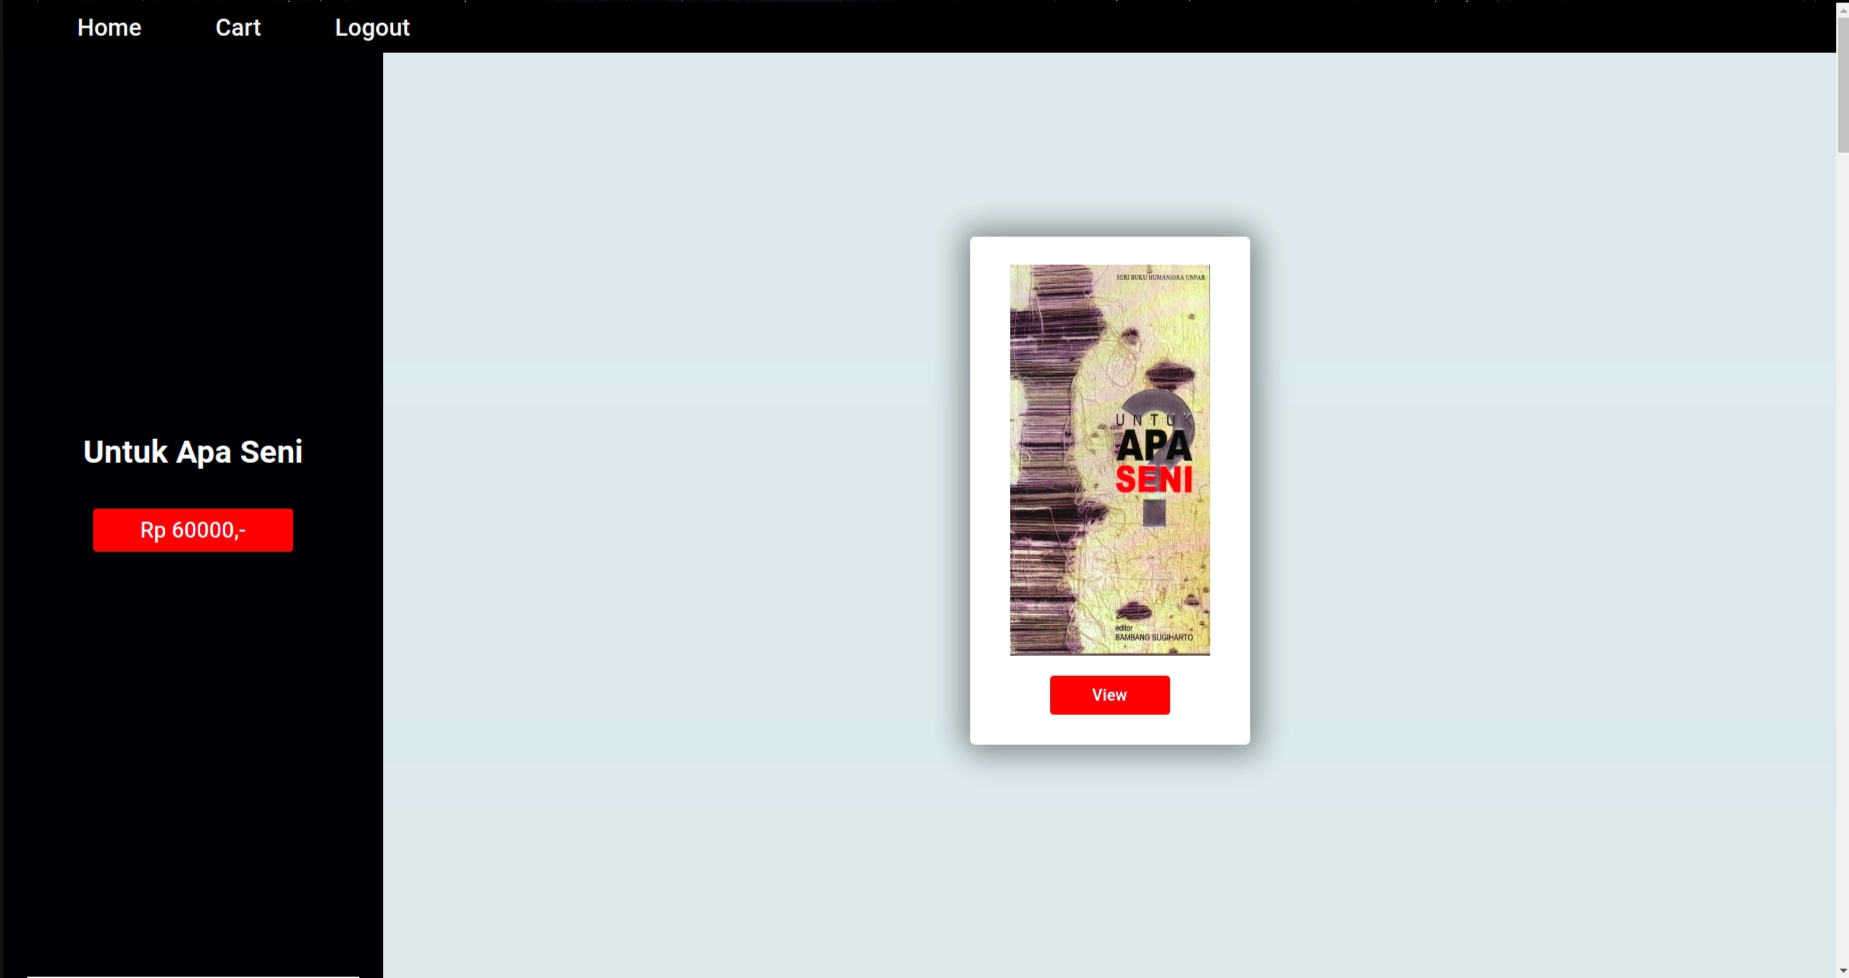 Home Cart Logout
Untuk Apa Seni
Rp 60000,-
SERI BUKU HUMANIORA UNPAR
UNTUK
APA
SENI
?
editor
BAMBANG SUGIHARTO
View